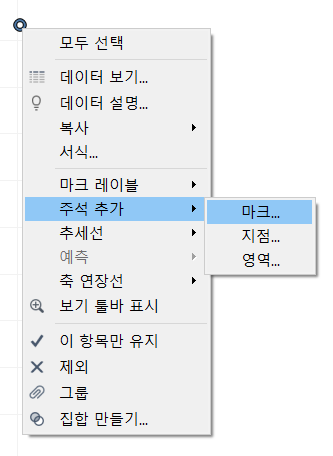 모두 선택
데이터 보기...
데이터 설명...
복사
서식...
마크 레이블
주석 추가
마크...
지점...
영역...
추세선
예측
축 연장선
보기 툴바 표시
이 항목만 유지
제외
그룹
집합 만들기...